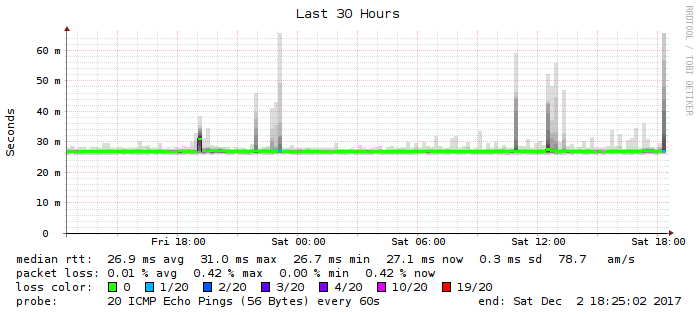 Last 30 Hours
RRDTOOL / TOBI OETIKER
Seconds
60 m
50 m
40 m
30 m
20 m
10 m
0
Fri 18:00 Sat 00:00 Sat 06:00 Sat 12:00 Sat 18:00
median rtt: 26.9 ms avg 31.0 ms max 26.7 ms min 27.1 ms now 0.3 ms sd 78.7 am/s
packet loss: 0.01 % avg 0.42 % max 0.00 % min 0.42 % now
loss color: 0 1/20 2/20 3/20 4/20 10/20 19/20
probe: 20 ICMP Echo Pings (56 Bytes) every 60s end: Sat Dec 2 18:25:02 2017